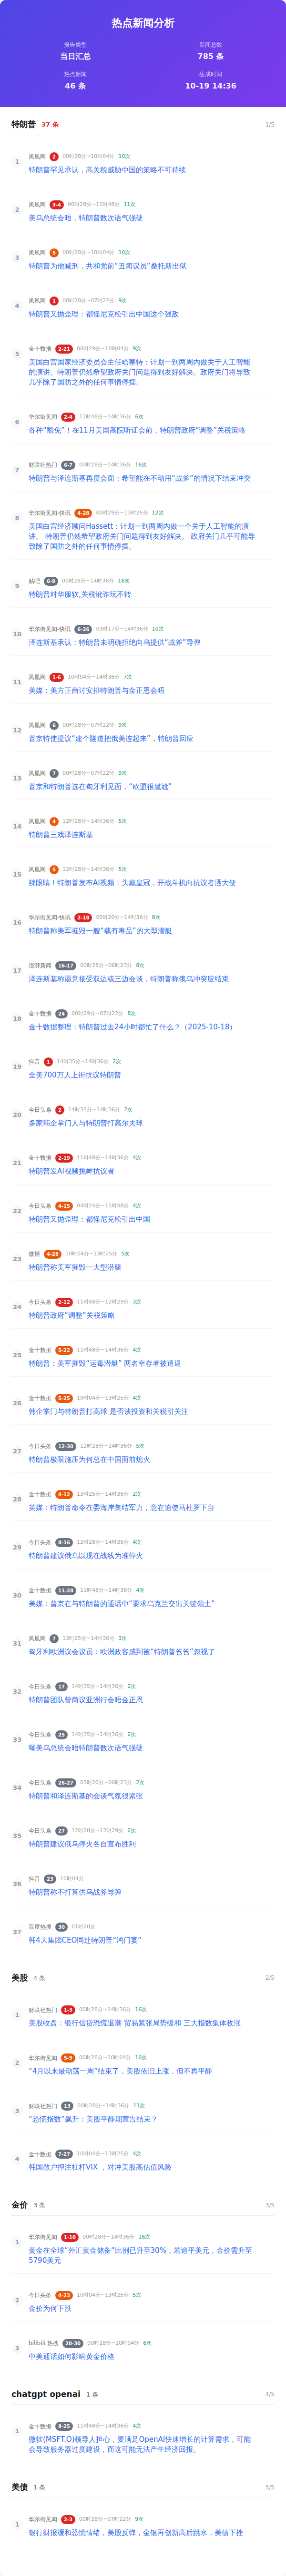 热点新闻分析
报告类型
当日汇总
新闻总数
785 条
热点新闻
46 条
生成时间
10-19 14:36
特朗普 37 条 1/5
1 凤凰网 2 00时28分~10时04分 10次
特朗普罕见承认，高关税威胁中国的策略不可持续
2 凤凰网 3-4 00时28分~11时48分 11次
美乌总统会晤，特朗普数次语气强硬
3 凤凰网 5 00时28分~10时04分 10次
特朗普为他减刑，共和党前“丑闻议员”桑托斯出狱
4 凤凰网 1 00时28分~07时22分 9次
特朗普又抛歪理：都怪尼克松引出中国这个强敌
5 金十数据 2-21 00时29分~10时04分 9次
美国白宫国家经济委员会主任哈塞特：计划一到两周内做关于人工智能
的演讲。特朗普仍然希望政府关门问题得到友好解决。政府关门将导致
几乎除了国防之外的任何事情停摆。
6 华尔街见闻 2-4 11时48分~14时36分 6次
各种“豁免”！在11月美国高院听证会前，特朗普政府“调整”关税政策
7 财联社热门 6-7 00时28分~14时36分 16次
特朗普与泽连斯基再度会面：希望能在不动用“战斧”的情况下结束冲突
8 华尔街见闻-快讯 4-28 00时29分~13时25分 12次
美国白宫经济顾问Hassett：计划一到两周内做一个关于人工智能的演
讲。 特朗普仍然希望政府关门问题得到友好解决。 政府关门几乎可能导
致除了国防之外的任何事情停摆。
9 贴吧 6-9 00时28分~14时36分 16次
特朗普对华服软,关税讹诈玩不转
10 华尔街见闻-快讯 6-26 03时17分~14时36分 10次
泽连斯基承认：特朗普未明确拒绝向乌提供“战斧”导弹
11 凤凰网 1-6 10时04分~14时36分 7次
美媒：美方正商讨安排特朗普与金正恩会晤
12 凤凰网 6 00时28分~07时22分 9次
普京特使提议“建个隧道把俄美连起来”，特朗普回应
13 凤凰网 7 00时28分~07时22分 9次
普京和特朗普选在匈牙利见面，“欧盟很尴尬”
14 凤凰网 4 12时28分~14时36分 5次
特朗普三戏泽连斯基
15 凤凰网 5 12时28分~14时36分 5次
辣眼睛！特朗普发布AI视频：头戴皇冠，开战斗机向抗议者洒大便
16 华尔街见闻-快讯 2-18 05时20分~14时36分 8次
特朗普称美军摧毁一艘“载有毒品”的大型潜艇
17 澎湃新闻 16-17 00时28分~06时23分 8次
泽连斯基称愿意接受双边或三边会谈，特朗普称俄乌冲突应结束
18 金十数据 24 00时29分~07时22分 8次
金十数据整理：特朗普过去24小时都忙了什么？（2025-10-18）
19 抖音 1 14时35分~14时36分 2次
全美700万人上街抗议特朗普
20 今日头条 2 14时35分~14时36分 2次
多家韩企掌门人与特朗普打高尔夫球
21 金十数据 2-19 11时48分~14时36分 4次
特朗普发AI视频挑衅抗议者
22 今日头条 4-15 04时24分~11时48分 4次
特朗普又抛歪理：都怪尼克松引出中国
23 微博 4-28 10时04分~13时25分 5次
特朗普称美军摧毁一大型潜艇
24 今日头条 2-12 11时48分~12时29分 3次
特朗普政府“调整”关税政策
25 金十数据 5-22 11时48分~14时36分 4次
特朗普：美军摧毁“运毒潜艇” 两名幸存者被遣返
26 金十数据 5-25 10时04分~13时25分 4次
韩企掌门与特朗普打高球 是否谈投资和关税引关注
27 今日头条 12-30 12时28分~14时36分 5次
特朗普极限施压为何总在中国面前熄火
28 金十数据 4-12 13时25分~14时36分 2次
英媒：特朗普命令在委海岸集结军力，意在迫使马杜罗下台
29 今日头条 8-16 12时28分~14时36分 4次
特朗普建议俄乌以现在战线为准停火
30 金十数据 11-28 11时48分~14时36分 4次
美媒：普京在与特朗普的通话中“要求乌克兰交出关键领土”
31 凤凰网 7 13时25分~14时36分 3次
匈牙利欧洲议会议员：欧洲政客感到被“特朗普爸爸”忽视了
32 今日头条 17 14时35分~14时36分 2次
特朗普团队曾商议亚洲行会晤金正恩
33 今日头条 25 14时35分~14时36分 2次
曝美乌总统会晤特朗普数次语气强硬
34 今日头条 26-27 05时20分~06时23分 2次
特朗普和泽连斯基的会谈气氛很紧张
35 今日头条 27 12时28分~12时29分 2次
特朗普建议俄乌停火各自宣布胜利
36 抖音 23 10时04分
特朗普称不打算供乌战斧导弹
37 百度热搜 30 01时20分
韩4大集团CEO同赴特朗普“鸿门宴”
美股 4 条 2/5
1 财联社热门 1-3 00时28分~14时36分 16次
美股收盘：银行信贷恐慌退潮 贸易紧张局势缓和 三大指数集体收涨
2 华尔街见闻 5-9 00时28分~10时04分 10次
“4月以来最动荡一周”结束了，美股依旧上涨，但不再平静
3 财联社热门 13 00时28分~14时36分 11次
“恐慌指数”飙升：美股平静期宣告结束？
4 金十数据 7-27 10时04分~13时25分 4次
韩国散户押注杠杆VIX ，对冲美股高估值风险
金价 3 条 3/5
1 华尔街见闻 1-10 00时28分~14时36分 16次
黄金在全球“外汇黄金储备”比例已升至30%，若追平美元，金价需升至
5790美元
2 今日头条 4-23 10时04分~13时25分 5次
金价为何下跌
3 bilibili 热搜 20-30 00时28分~10时04分 6次
中美通话如何影响黄金价格
chatgpt openai 1 条 4/5
1 金十数据 8-25 11时48分~14时36分 4次
微软(MSFT.O)领导人担心，要满足OpenAI快速增长的计算需求，可能
会导致服务器过度建设，而这可能无法产生经济回报。
美债 1 条 5/5
1 华尔街见闻 2-3 00时28分~07时22分 9次
银行财报缓和恐慌情绪，美股反弹，金银再创新高后跳水，美债下挫